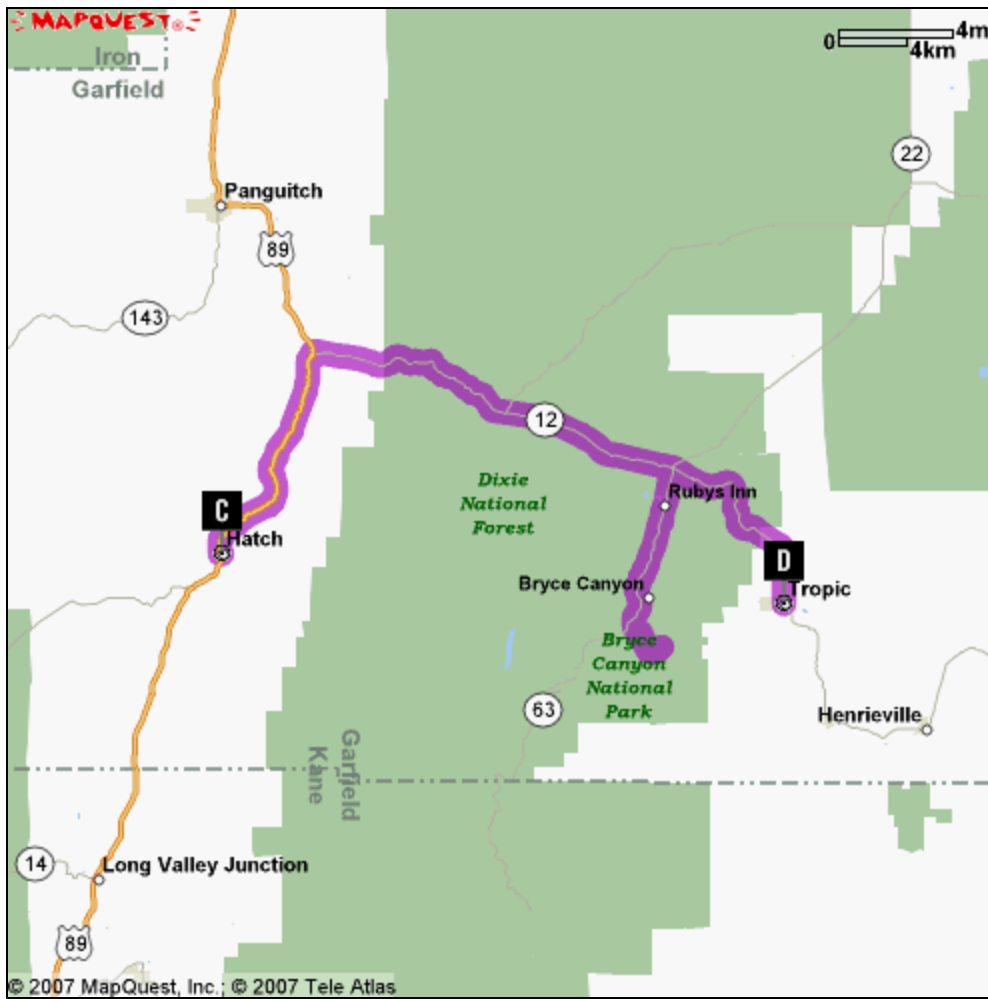 MAPQUEST®
0
4m
4km
Iron
Garfield
22
Panguitch
89
143
12
Dixie
National
Forest
Rubys Inn
C
Hatch
D
Tropic
Bryce Canyon
Bryce
Canyon
National
Park
63
Henrieville
Garfield
Kane
14
Long Valley Junction
89
© 2007 MapQuest, Inc.; © 2007 Tele Atlas